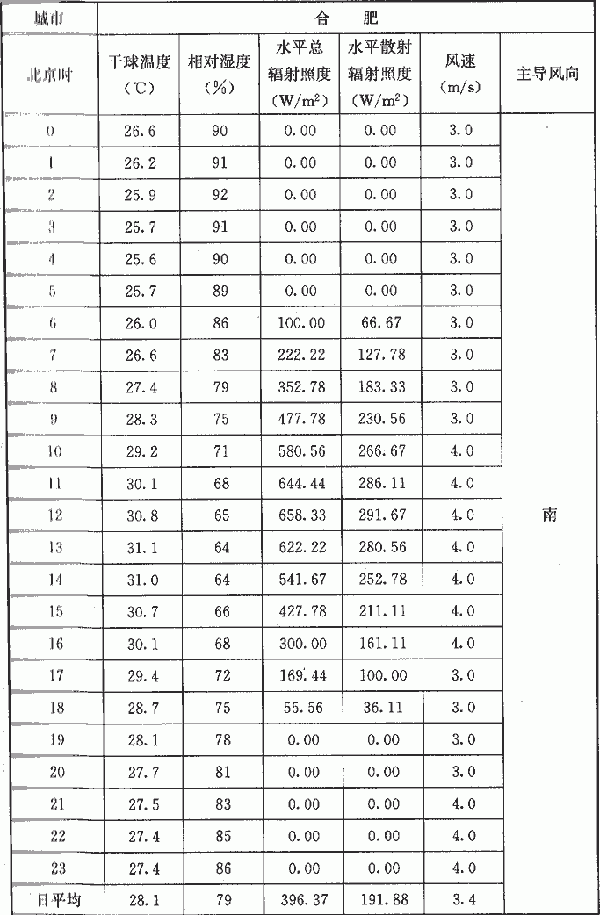 城市 合 肥
北京时 干球温度（℃） 相对湿度（%） 水平总辐射照度（W/m²） 水平散射辐射照度（W/m²） 风速（m/s） 主导风向
0 26.6 90 0.00 0.00 3.0
1 26.2 91 0.00 0.00 3.0
2 25.9 92 0.00 0.00 3.0
3 25.7 91 0.00 0.00 3.0
4 25.6 90 0.00 0.00 3.0
5 25.7 89 0.00 0.00 3.0
6 26.0 86 100.00 66.67 3.0
7 26.6 83 222.22 127.78 3.0
8 27.4 79 352.78 183.33 3.0
9 28.3 75 477.78 230.56 3.0
10 29.2 71 580.56 266.67 4.0
11 30.1 68 644.44 286.11 4.0
12 30.8 65 658.33 291.67 4.0 南
13 31.1 64 622.22 280.56 4.0
14 31.0 64 541.67 252.78 4.0
15 30.7 66 427.78 211.11 4.0
16 30.1 68 300.00 161.11 4.0
17 29.4 72 169.44 100.00 3.0
18 28.7 75 55.56 36.11 3.0
19 28.1 78 0.00 0.00 3.0
20 27.7 81 0.00 0.00 3.0
21 27.5 83 0.00 0.00 4.0
22 27.4 85 0.00 0.00 4.0
23 27.4 86 0.00 0.00 4.0
日平均 28.1 79 396.37 191.88 3.4